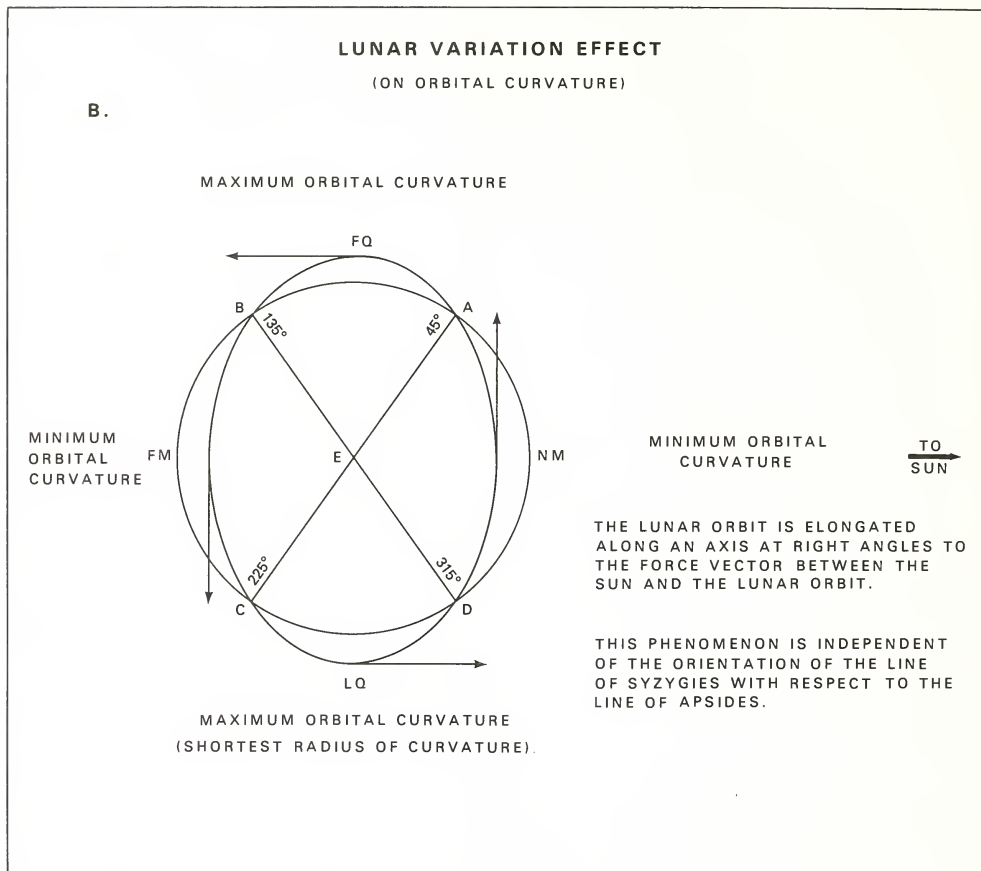 LUNAR VARIATION EFFECT
(ON ORBITAL CURVATURE)
B.
MAXIMUM ORBITAL CURVATURE
FQ
B
A
135°
45°
MINIMUM
ORBITAL
CURVATURE
FM
E
NM
MINIMUM ORBITAL
CURVATURE
TO
SUN
THE LUNAR ORBIT IS ELONGATED
ALONG AN AXIS AT RIGHT ANGLES TO
THE FORCE VECTOR BETWEEN THE
SUN AND THE LUNAR ORBIT.
225°
315°
C
D
THIS PHENOMENON IS INDEPENDENT
OF THE ORIENTATION OF THE LINE
OF SYZYGIES WITH RESPECT TO THE
LINE OF APSIDES.
LQ
MAXIMUM ORBITAL CURVATURE
(SHORTEST RADIUS OF CURVATURE).